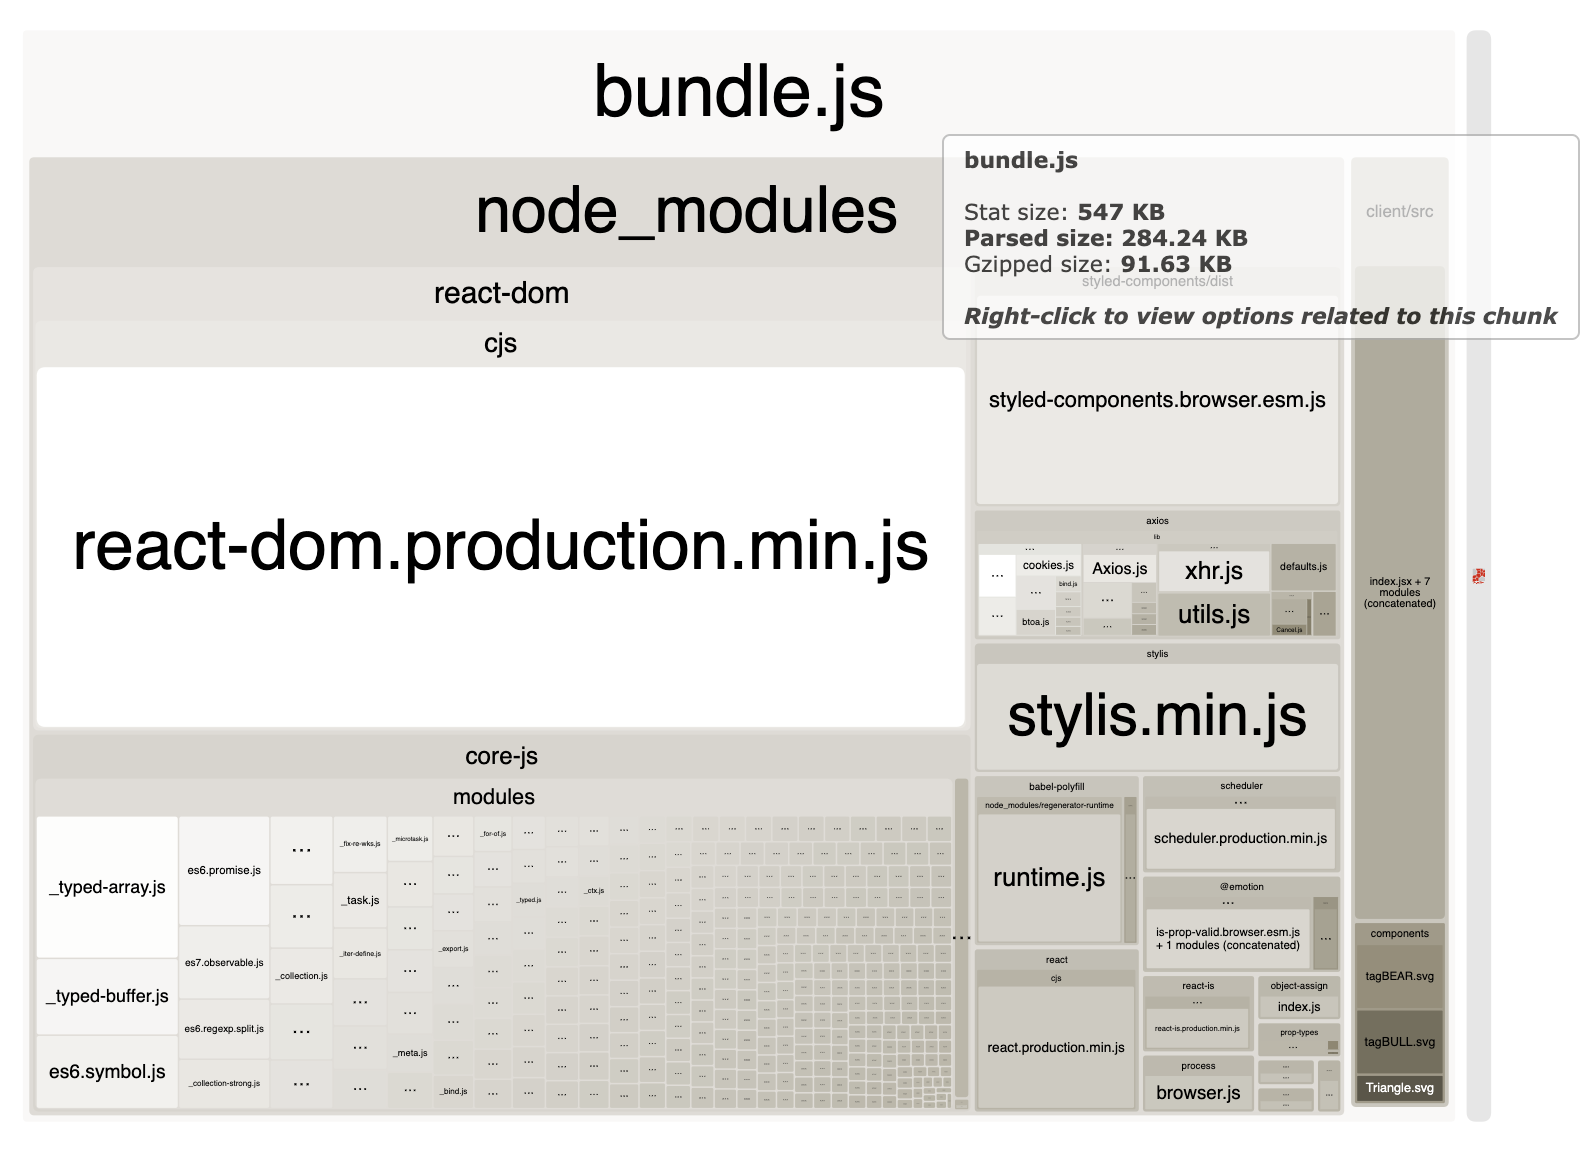 bundle.js
bundle.js
Stat size: 547 KB
Parsed size: 284.24 KB
Gzipped size: 91.63 KB
Right-click to view options related to this chunk
node_modules
client/src
react-dom
cjs
react-dom.production.min.js
styled-components/dist
styled-components.browser.esm.js
axios
lib
...
cookies.js
bind.js
btoa.js
...
Axios.js
...
xhr.js
utils.js
defaults.js
Cancel.js
stylis
stylis.min.js
core-js
modules
_typed-array.js
_typed-buffer.js
es6.symbol.js
es6.promise.js
es7.observable.js
es6.regexp.split.js
_collection-strong.js
_collection.js
_fix-re-wks.js
_task.js
_iter-define.js
_microtask.js
_meta.js
_export.js
_bind.js
_for-of.js
_typed.js
_ctx.js
babel-polyfill
node_modules/regenerator-runtime
runtime.js
scheduler
...
scheduler.production.min.js
@emotion
...
is-prop-valid.browser.esm.js
+ 1 modules (concatenated)
react
cjs
react.production.min.js
react-is
...
react-is.production.min.js
object-assign
index.js
prop-types
...
process
browser.js
index.jsx + 7
modules
(concatenated)
components
tagBEAR.svg
tagBULL.svg
Triangle.svg